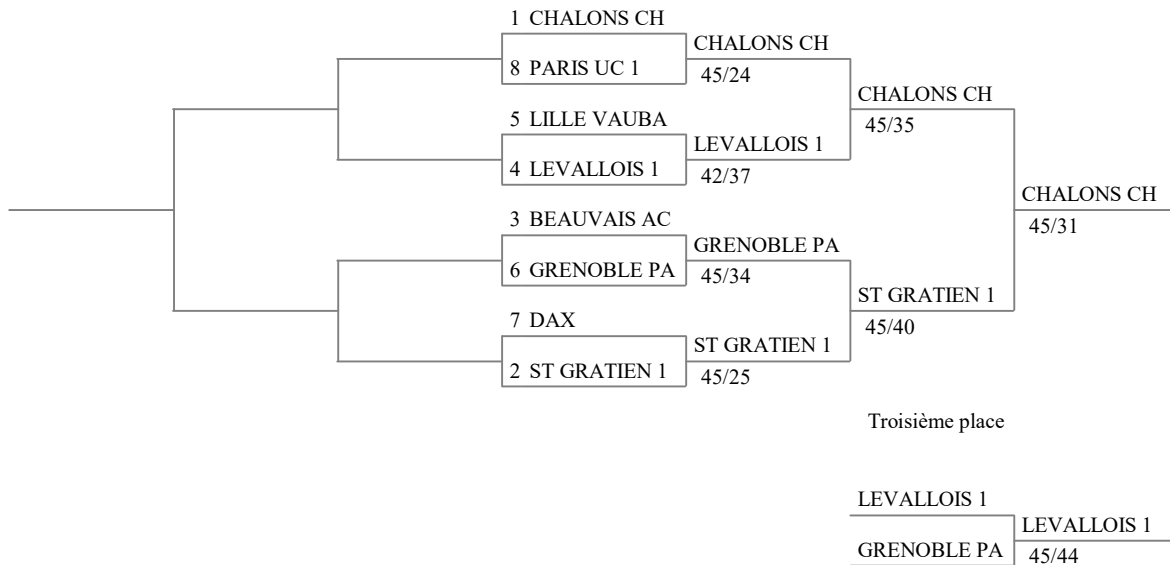 1 CHALONS CH
CHALONS CH
8 PARIS UC 1
45/24
CHALONS CH
5 LILLE VAUBA
45/35
LEVALLOIS 1
4 LEVALLOIS 1
42/37
CHALONS CH
3 BEAUVAIS AC
45/31
GRENOBLE PA
6 GRENOBLE PA
45/34
ST GRATIEN 1
7 DAX
45/40
ST GRATIEN 1
2 ST GRATIEN 1
45/25
Troisième place
LEVALLOIS 1
LEVALLOIS 1
GRENOBLE PA
45/44